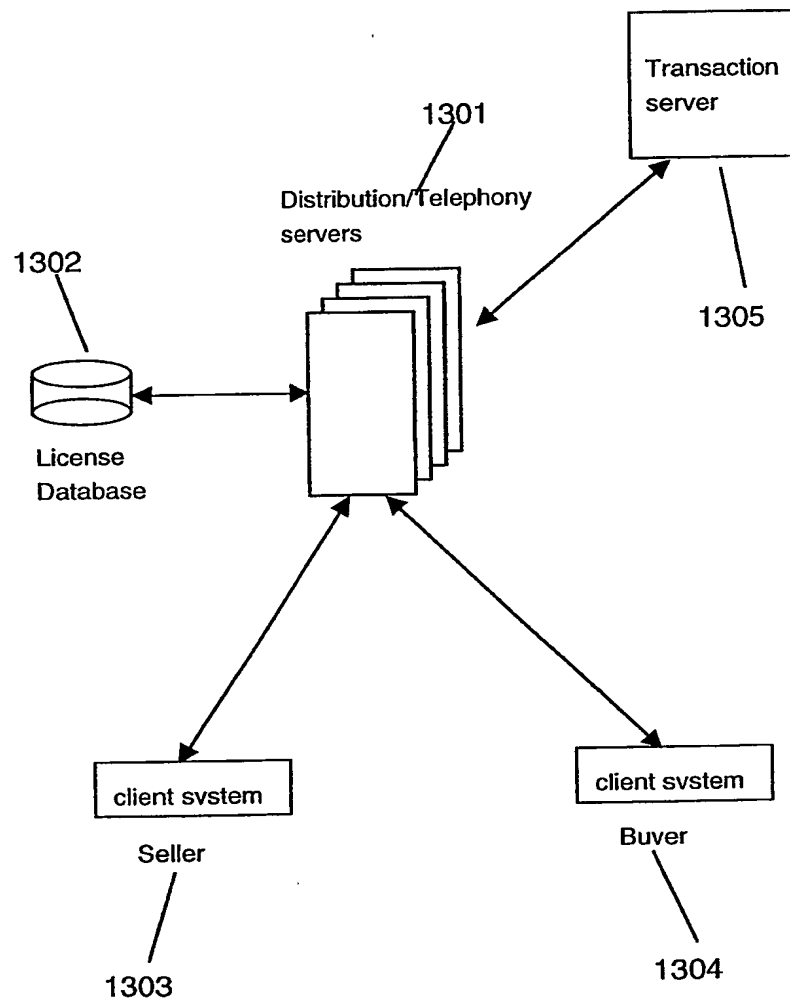 Transaction
server
1301
Distribution/Telephony
servers
1302
1305
License
Database
client svstem
client svstem
Seller
Buver
1303
1304